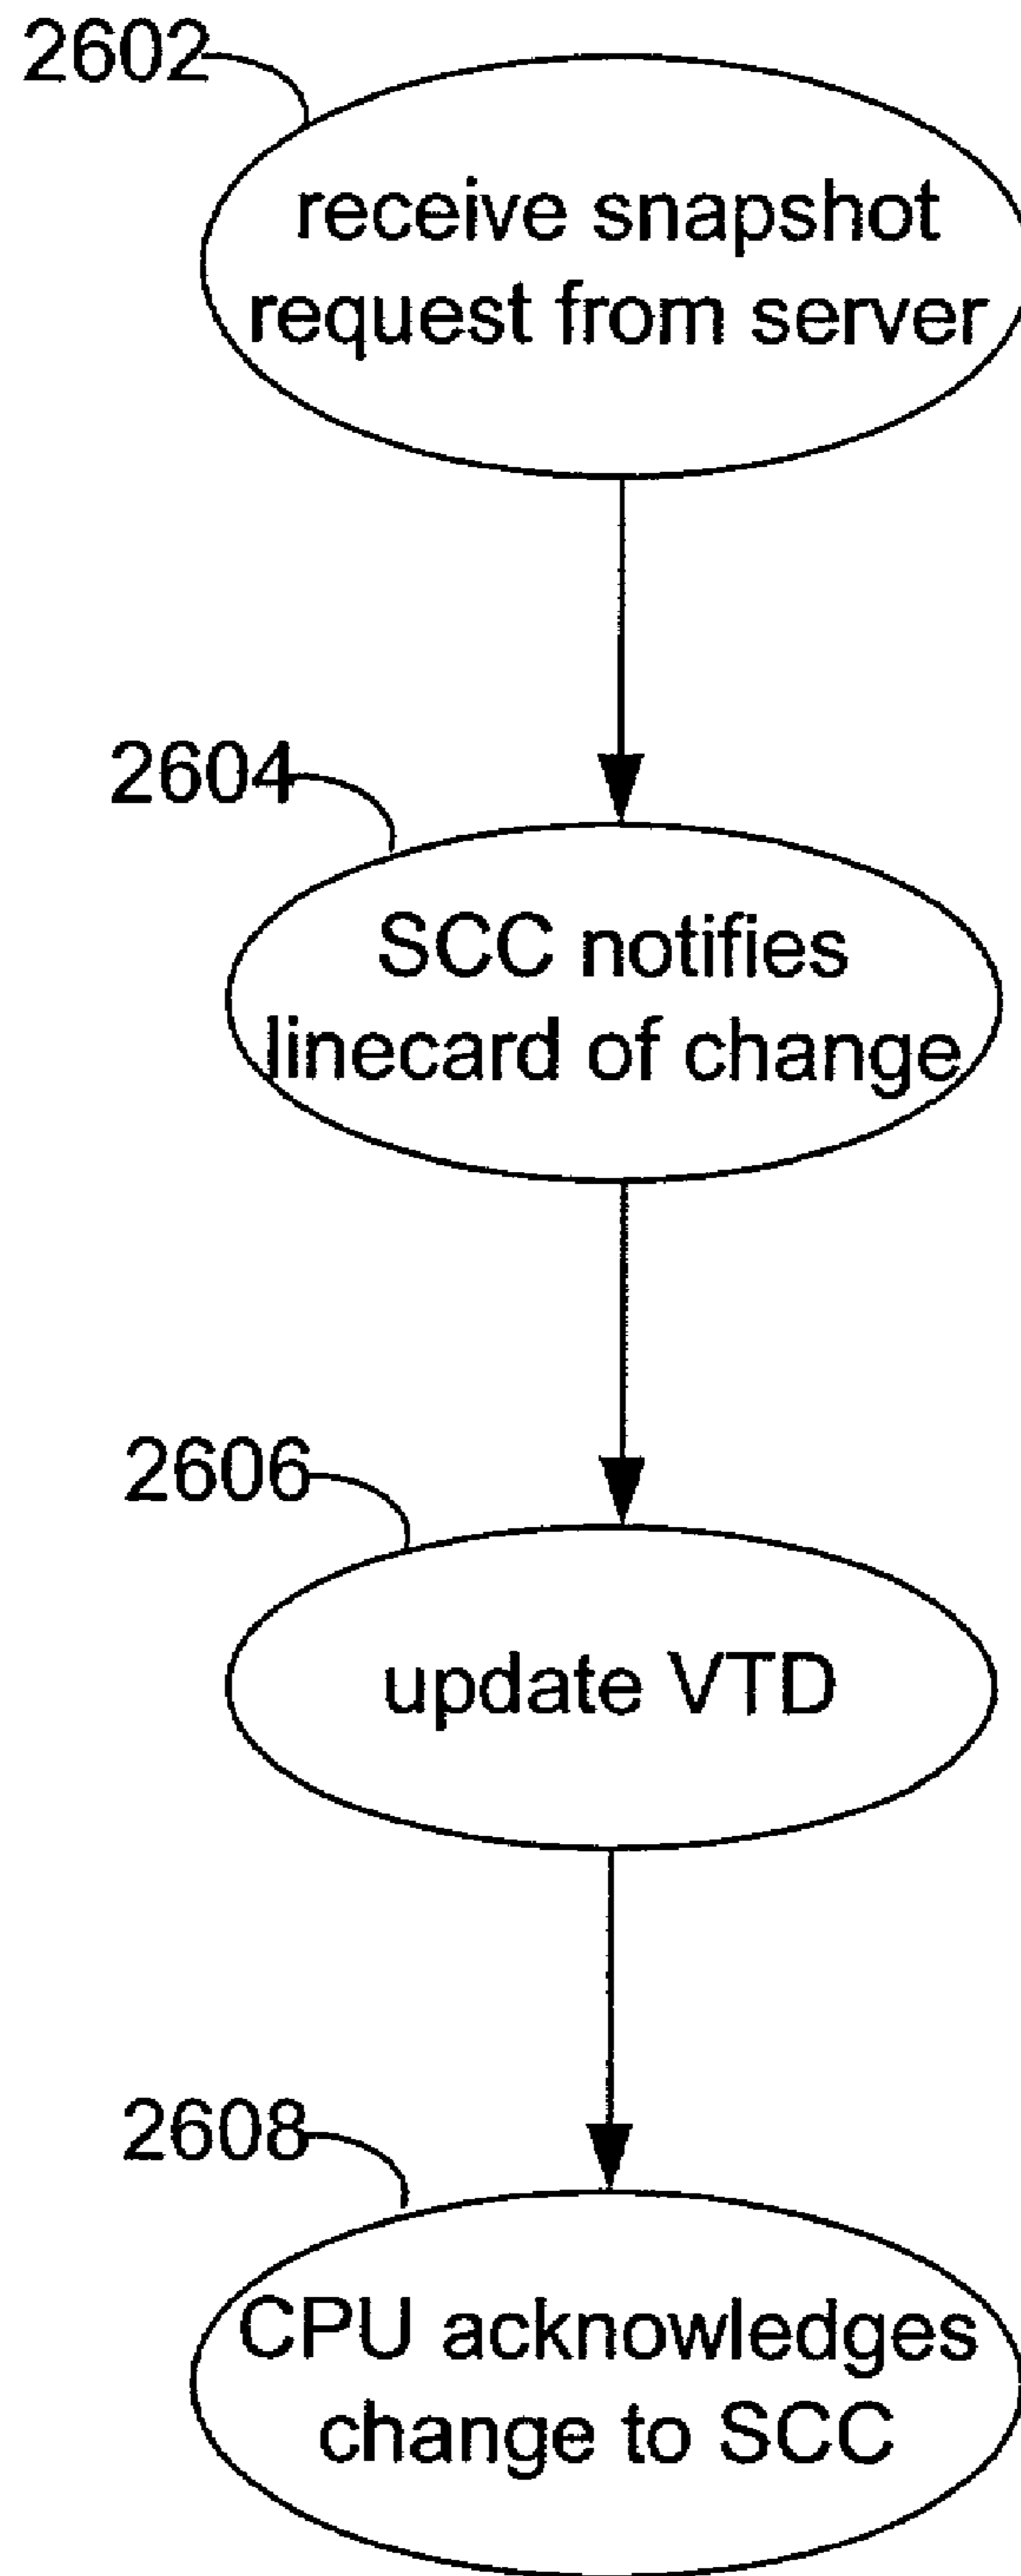 2602
receive snapshot
request from server
2604
SCC notifies
linecard of change
2606
update VTD
2608
CPU acknowledges
change to SCC